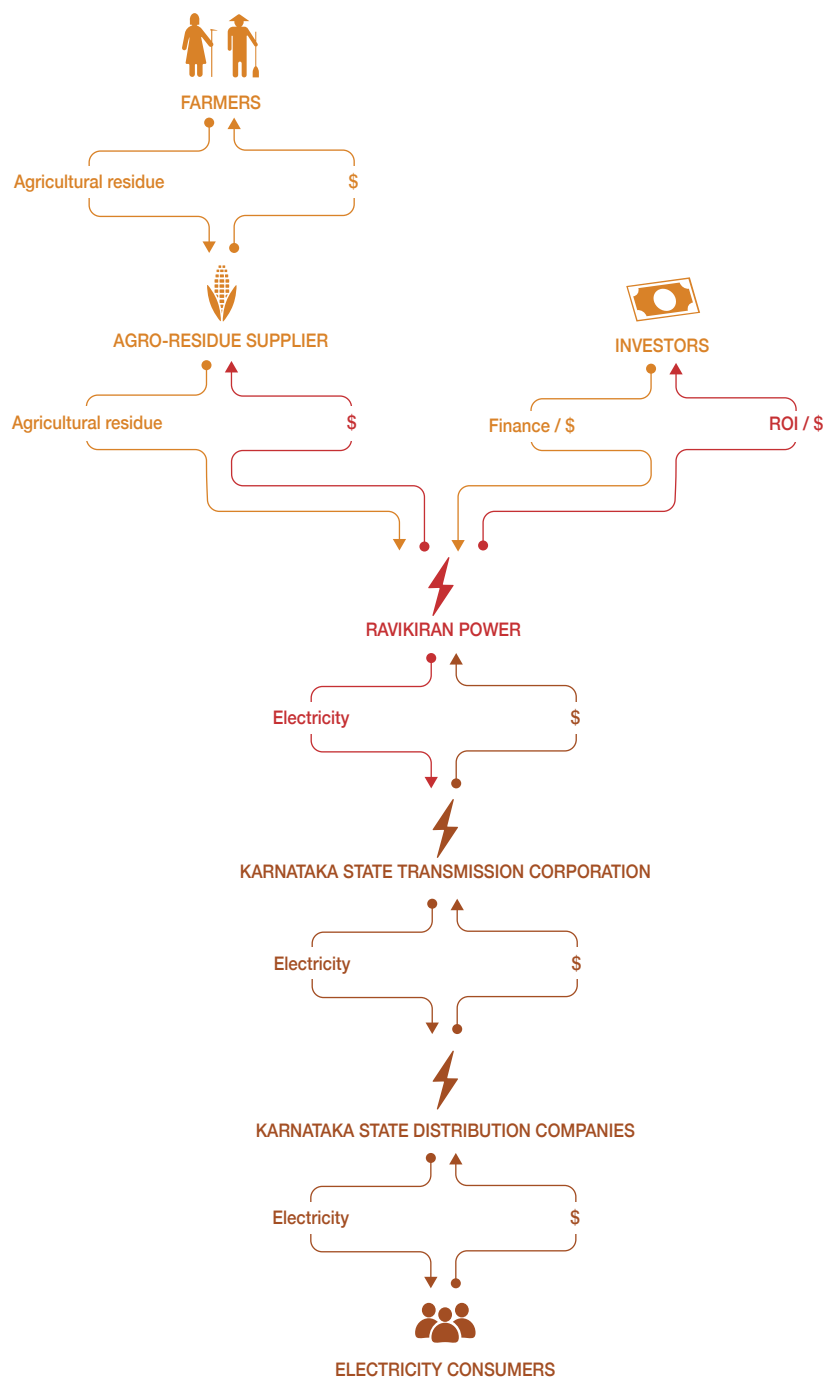 FARMERS
Agricultural residue
$
AGRO-RESIDUE SUPPLIER
INVESTORS
Agricultural residue
$
Finance / $
ROI / $
RAVIKIRAN POWER
Electricity
$
KARNATAKA STATE TRANSMISSION CORPORATION
Electricity
$
KARNATAKA STATE DISTRIBUTION COMPANIES
Electricity
$
ELECTRICITY CONSUMERS